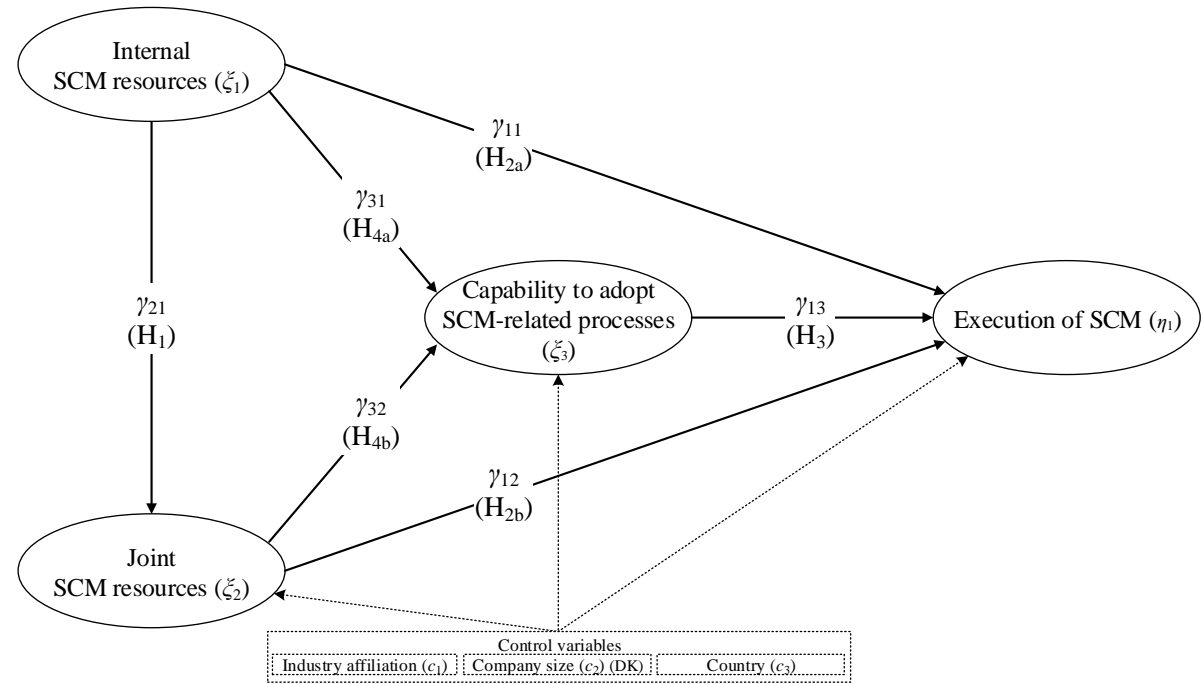 Internal
SCM resources (ξ₁)
γ₁₁
(H₂ₐ)
γ₃₁
(H₄ₐ)
γ₂₁
(H₁)
Capability to adopt
SCM-related processes
(ξ₃)
γ₁₃
(H₃)
Execution of SCM (η₁)
γ₃₂
(H4b)
γ₁₂
(H2b)
Joint
SCM resources (ξ₂)
Control variables
Industry affiliation (c₁)
Company size (c₂) (DK)
Country (c₃)